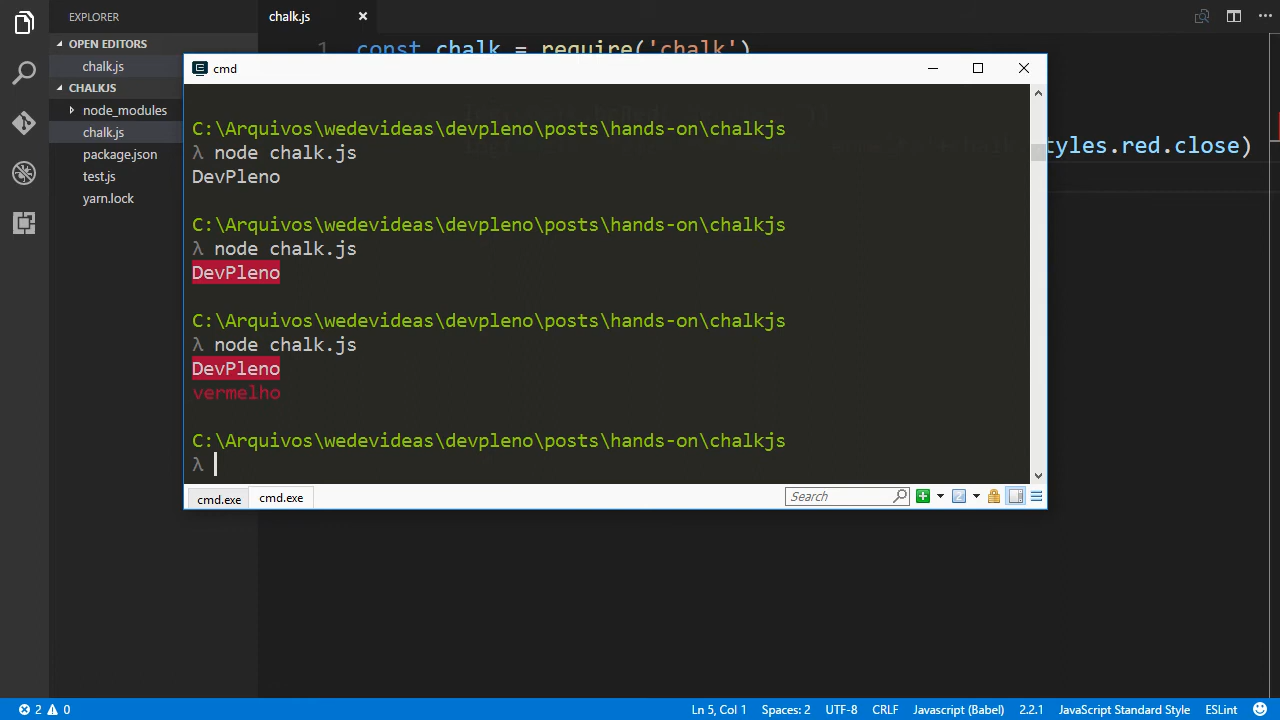 EXPLORER
OPEN EDITORS
chalk.js
CHALKJS
node_modules
chalk.js
package.json
test.js
yarn.lock
chalk.js
1 const chalk = require('chalk')
tyles.red.close)
cmd
C:\Arquivos\wedevideas\devpleno\posts\hands-on\chalkjs
λ node chalk.js
DevPleno
C:\Arquivos\wedevideas\devpleno\posts\hands-on\chalkjs
λ node chalk.js
DevPleno
C:\Arquivos\wedevideas\devpleno\posts\hands-on\chalkjs
λ node chalk.js
DevPleno
vermelho
C:\Arquivos\wedevideas\devpleno\posts\hands-on\chalkjs
λ
cmd.exe cmd.exe Search
2 0 Ln 5, Col 1 Spaces: 2 UTF-8 CRLF Javascript (Babel) 2.2.1 JavaScript Standard Style ESLint